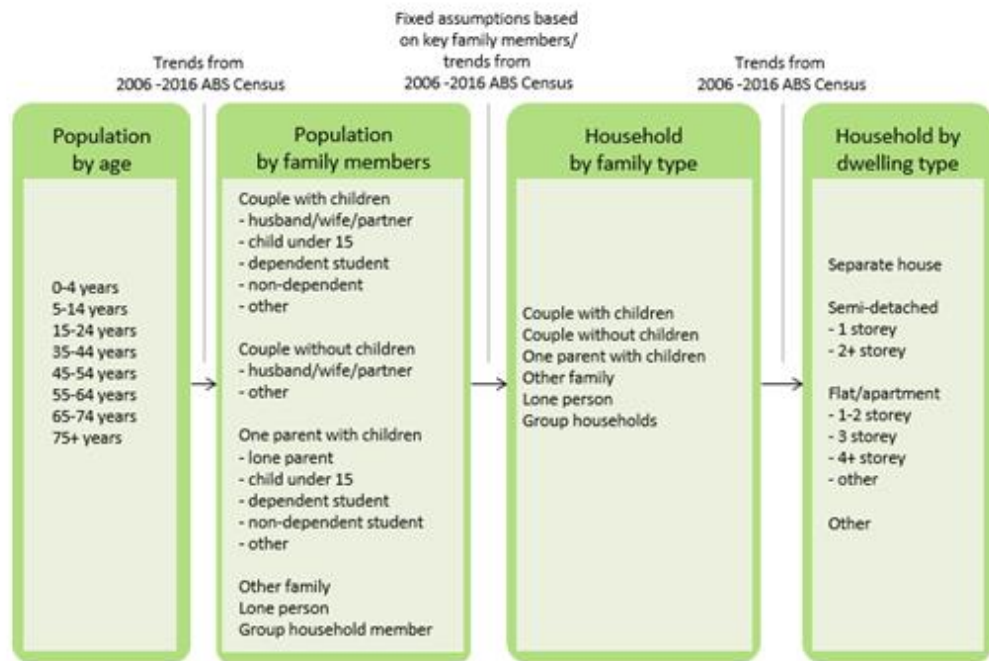 Trends from
2006 -2016 ABS Census
Fixed assumptions based
on key family members/
trends from
2006 -2016 ABS Census
Trends from
2006 -2016 ABS Census
Population
by age
0-4 years
5-14 years
15-24 years
35-44 years
45-54 years
55-64 years
65-74 years
75+ years
Population
by family members
Couple with children
- husband/wife/partner
- child under 15
- dependent student
- non-dependent
- other
Couple without children
- husband/wife/partner
- other
One parent with children
- lone parent
- child under 15
- dependent student
- non-dependent student
- other
Other family
Lone person
Group household member
Household
by family type
Couple with children
Couple without children
One parent with children
Other family
Lone person
Group households
Household by
dwelling type
Separate house
Semi-detached
- 1 storey
- 2+ storey
Flat/apartment
- 1-2 storey
- 3 storey
- 4+ storey
- other
Other